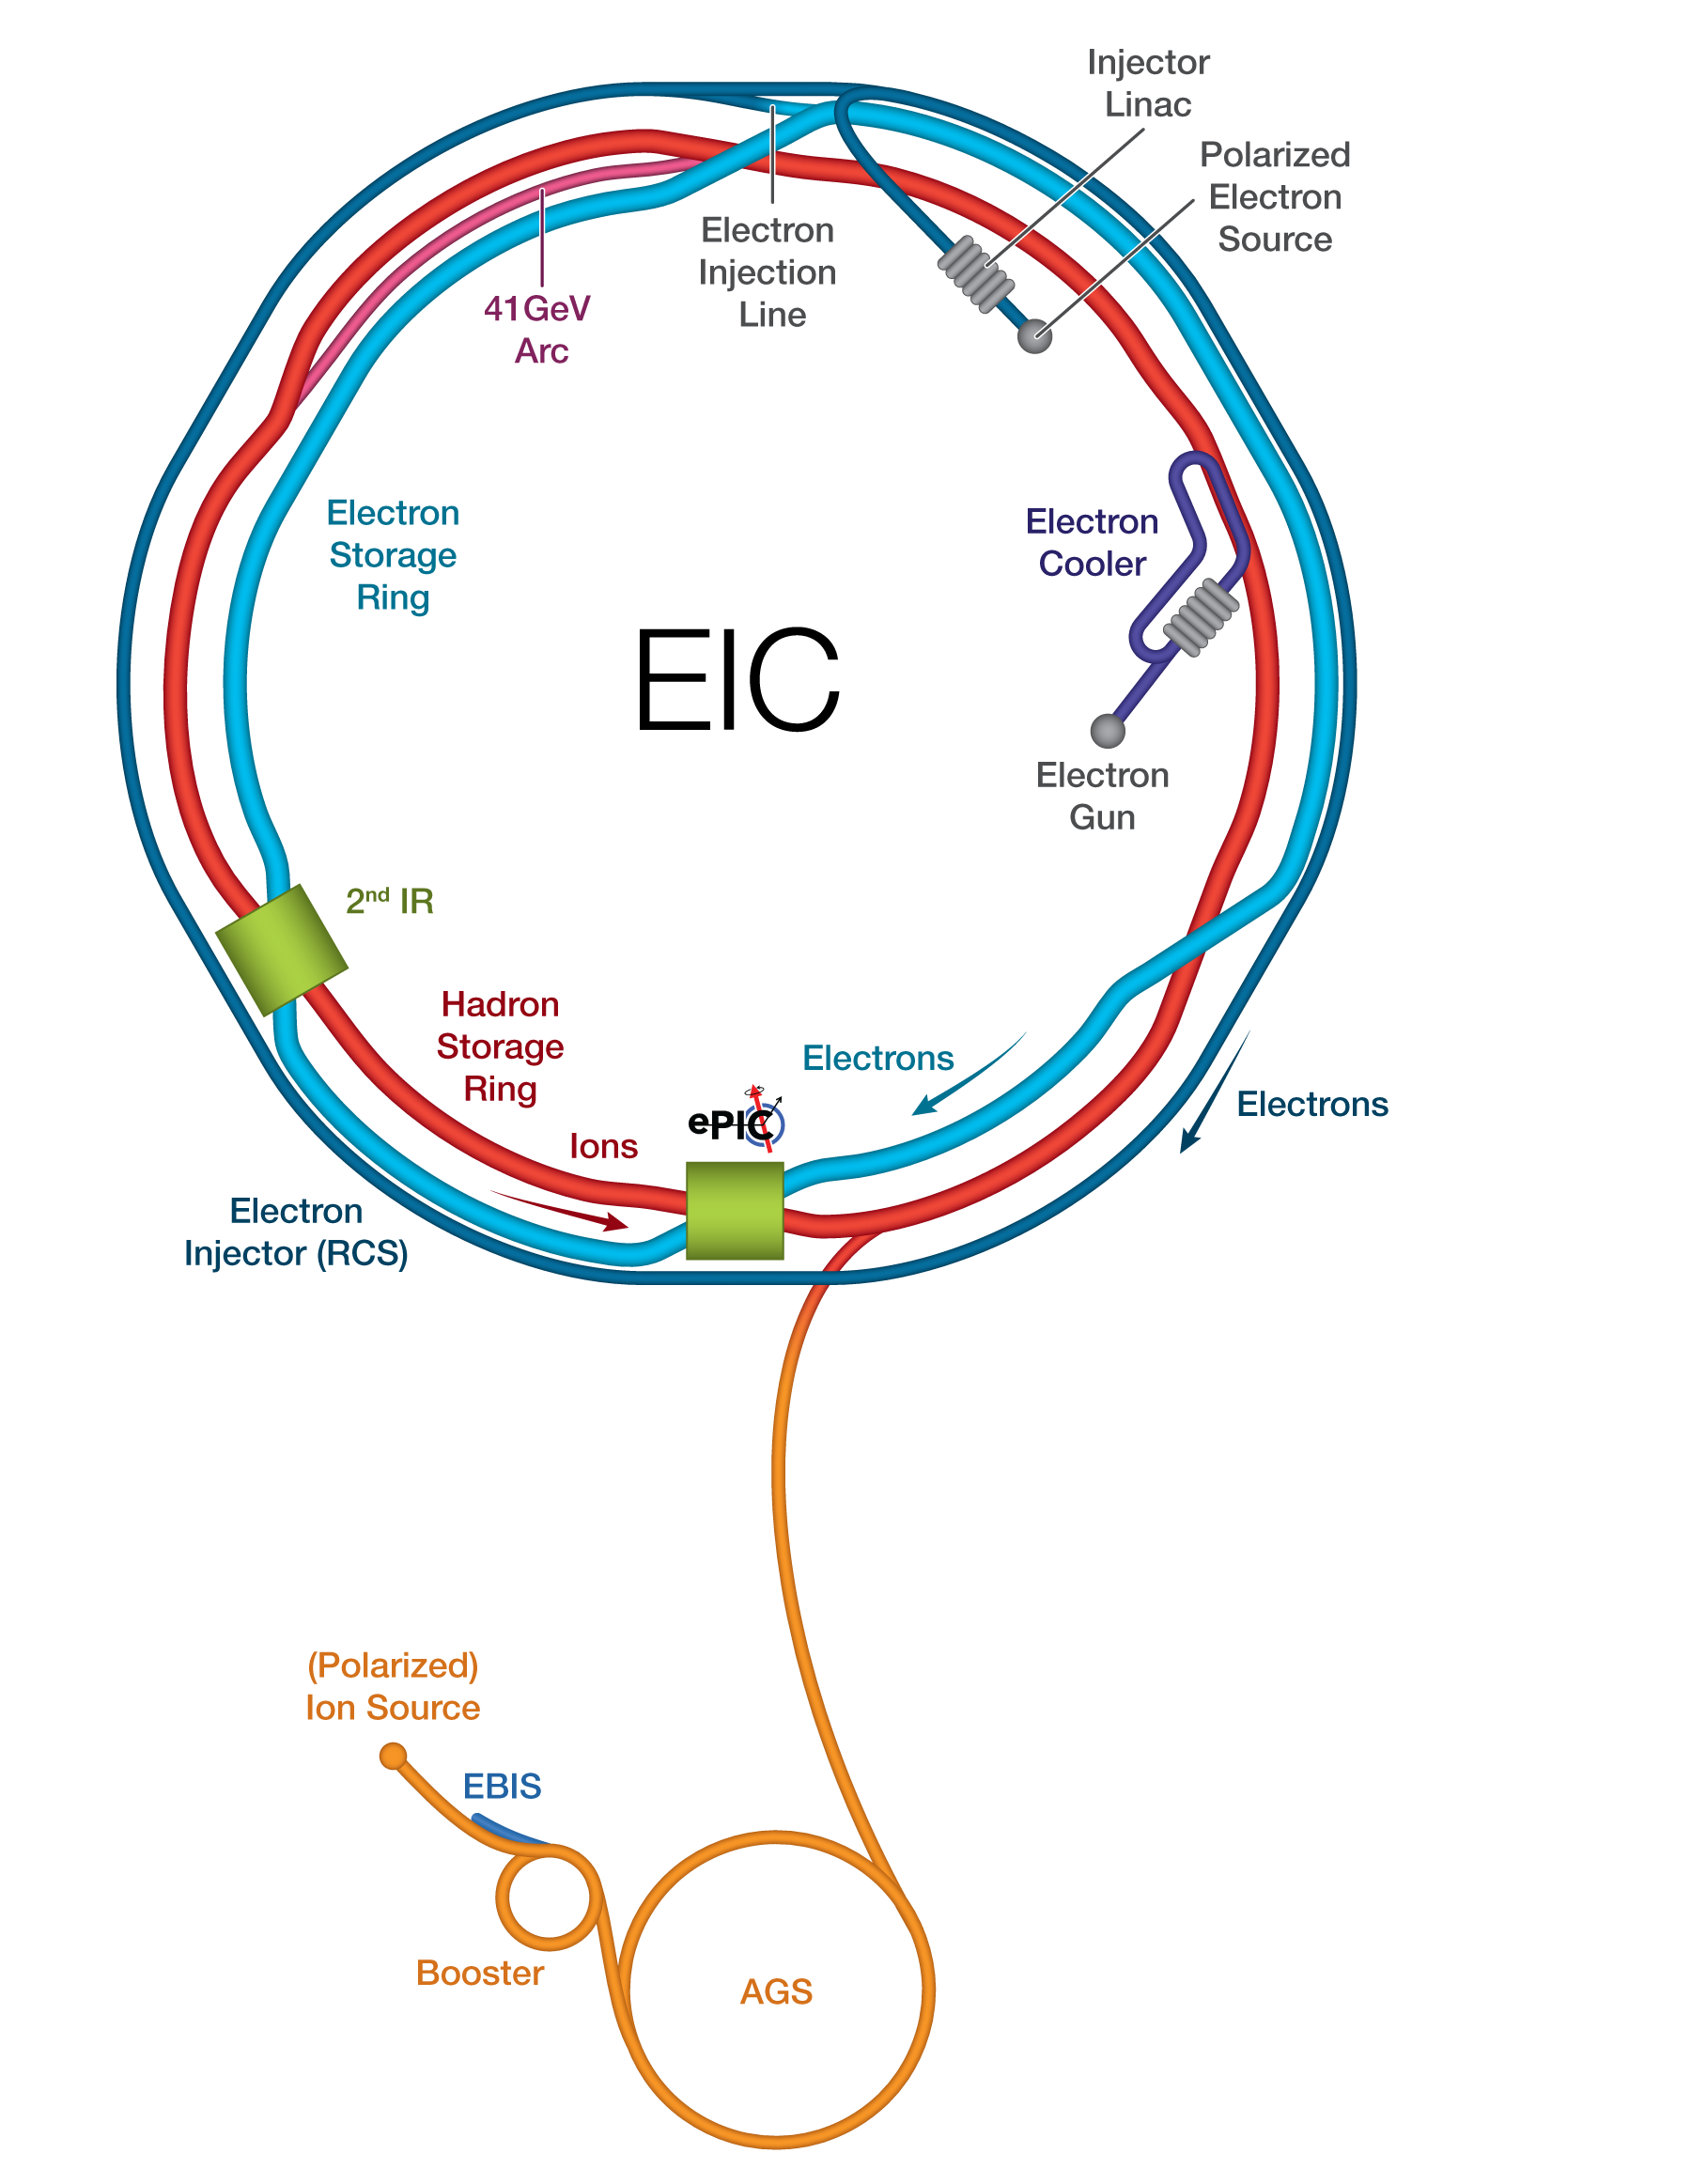 Injector
Linac
Polarized
Electron
Source
Electron
Injection
Line
41GeV
Arc
Electron
Storage
Ring
Electron
Cooler
EIC
Electron
Gun
2nd IR
Hadron
Storage
Ring
Electrons
Electrons
ePIC
Ions
Electron
Injector (RCS)
(Polarized)
Ion Source
EBIS
Booster
AGS